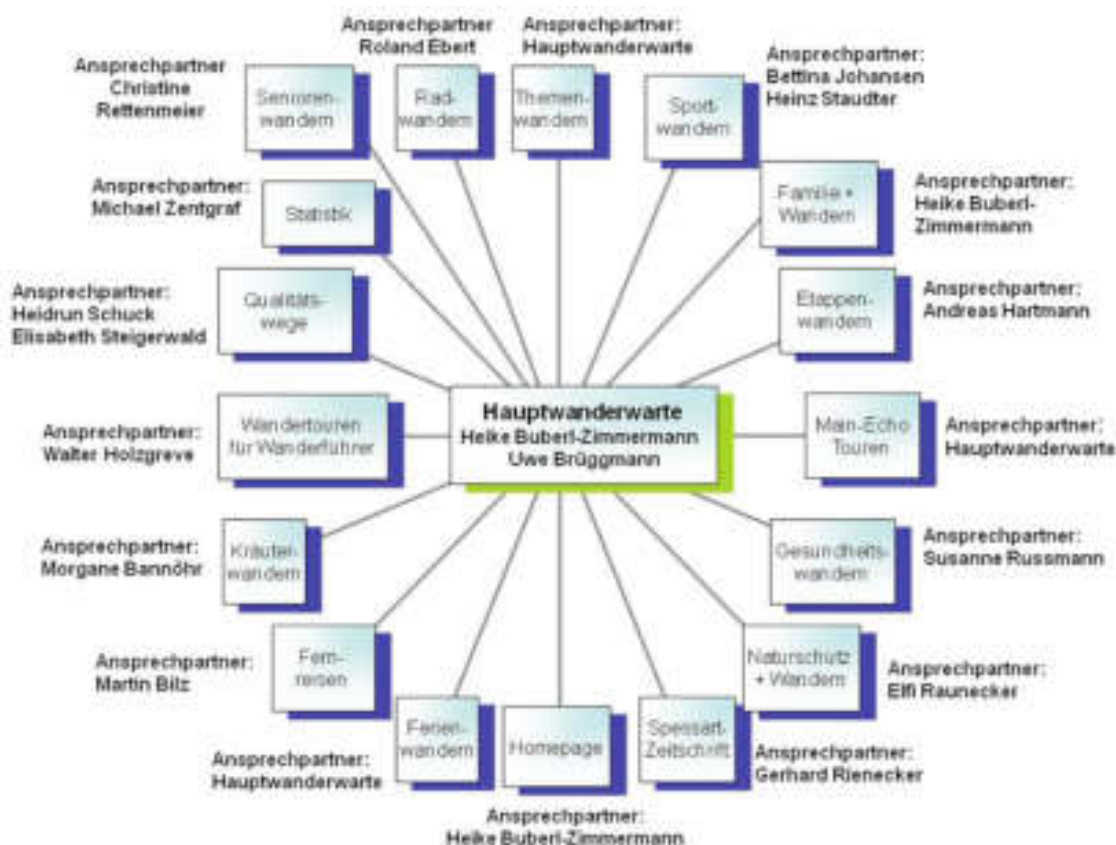 Ansprechpartner
Roland Ebert
Ansprechpartner:
Hauptwanderwarte
Ansprechpartner:
Bettina Johansen
Heinz Staudter
Ansprechpartner
Christine
Rettenmeier
Senioren-
wandern
Rad-
wandern
Themen-
wandern
Sport-
wandern
Ansprechpartner:
Michael Zentgraf
Statistik
Familie +
Wandern
Ansprechpartner:
Heike Buberl-
Zimmermann
Ansprechpartner:
Heidrun Schuck
Elisabeth Steigerwald
Qualitäts-
wege
Etappen-
wandern
Ansprechpartner:
Andreas Hartmann
Ansprechpartner:
Walter Holzgreve
Wandertouren
für Wanderführer
Hauptwanderwarte
Heike Buberl-Zimmermann
Uwe Brüggmann
Main-Echo
Touren
Ansprechpartner:
Hauptwanderwarte
Ansprechpartner:
Morgane Bannöhr
Kräuter-
wandern
Gesundheits-
wandern
Ansprechpartner:
Susanne Russmann
Ansprechpartner:
Martin Bilz
Fern-
reisen
Naturschutz
+ Wandern
Ansprechpartner:
Elfi Raunecker
Ansprechpartner:
Hauptwanderwarte
Ferien-
wandern
Homepage
Spessart-
Zeitschrift
Ansprechpartner:
Gerhard Rienecker
Ansprechpartner:
Heike Buberl-Zimmermann